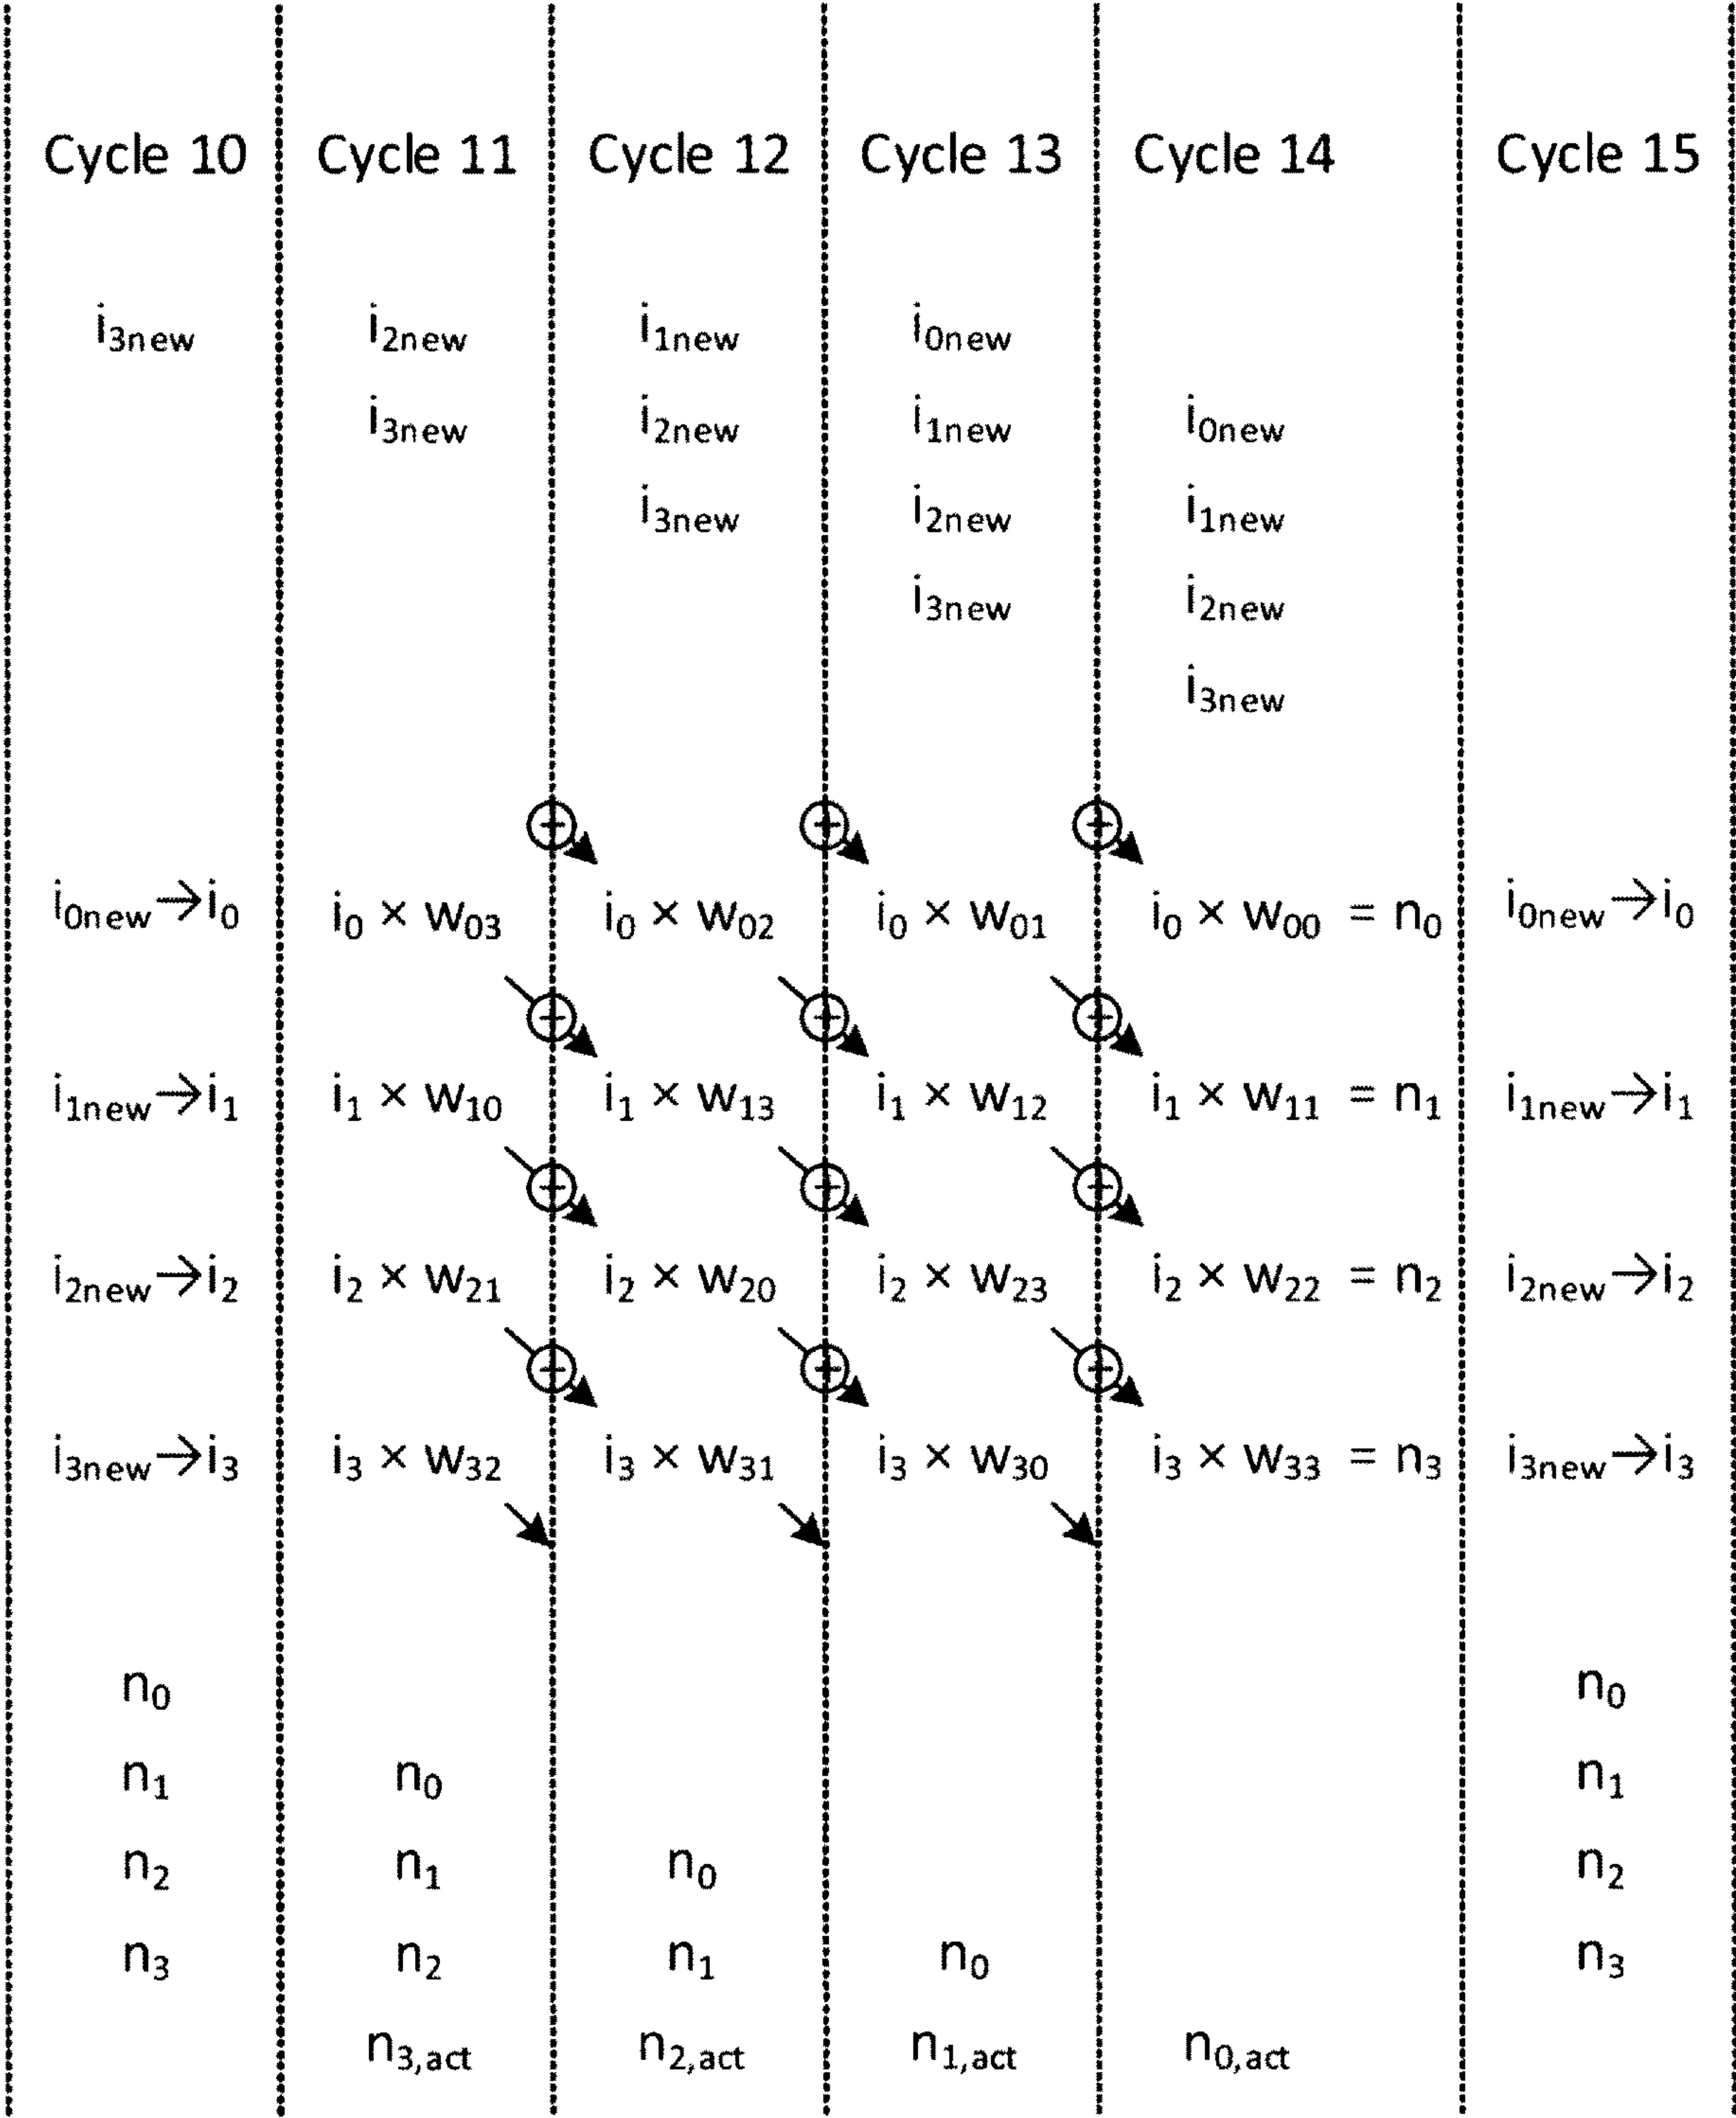 Cycle 10 Cycle 11 Cycle 12 Cycle 13 Cycle 14 Cycle 15
i3new i2new i1new i0new
i3new i2new i1new i0new
i3new i2new i1new
i3new i2new
i3new
i0new→i0 i0 × w03 i0 × w02 i0 × w01 i0 × w00 = n0 i0new→i0
i1new→i1 i1 × w10 i1 × w13 i1 × w12 i1 × w11 = n1 i1new→i1
i2new→i2 i2 × w21 i2 × w20 i2 × w23 i2 × w22 = n2 i2new→i2
i3new→i3 i3 × w32 i3 × w31 i3 × w30 i3 × w33 = n3 i3new→i3
n0 n0
n1 n0 n1
n2 n1 n0 n2
n3 n2 n1 n0 n3
n3,act n2,act n1,act n0,act